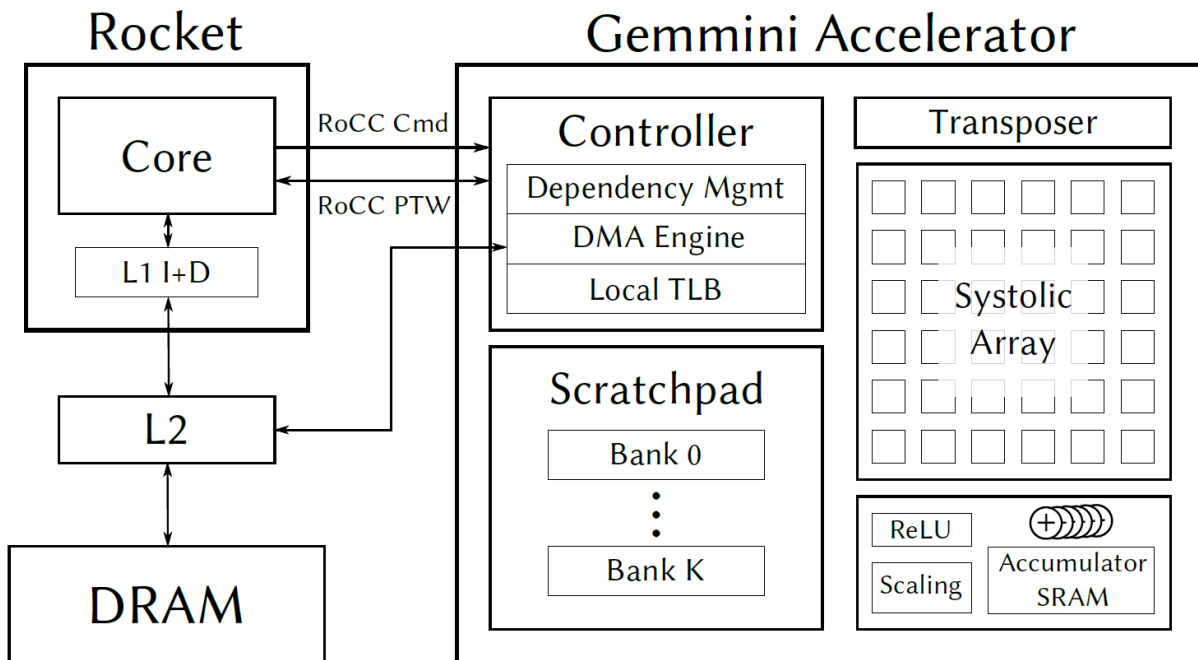 Rocket
Core
L1 I+D
L2
DRAM
RoCC Cmd
RoCC PTW
Gemmini Accelerator
Controller
Dependency Mgmt
DMA Engine
Local TLB
Scratchpad
Bank 0
Bank K
Transposer
Systolic
Array
ReLU
Scaling
+
Accumulator
SRAM